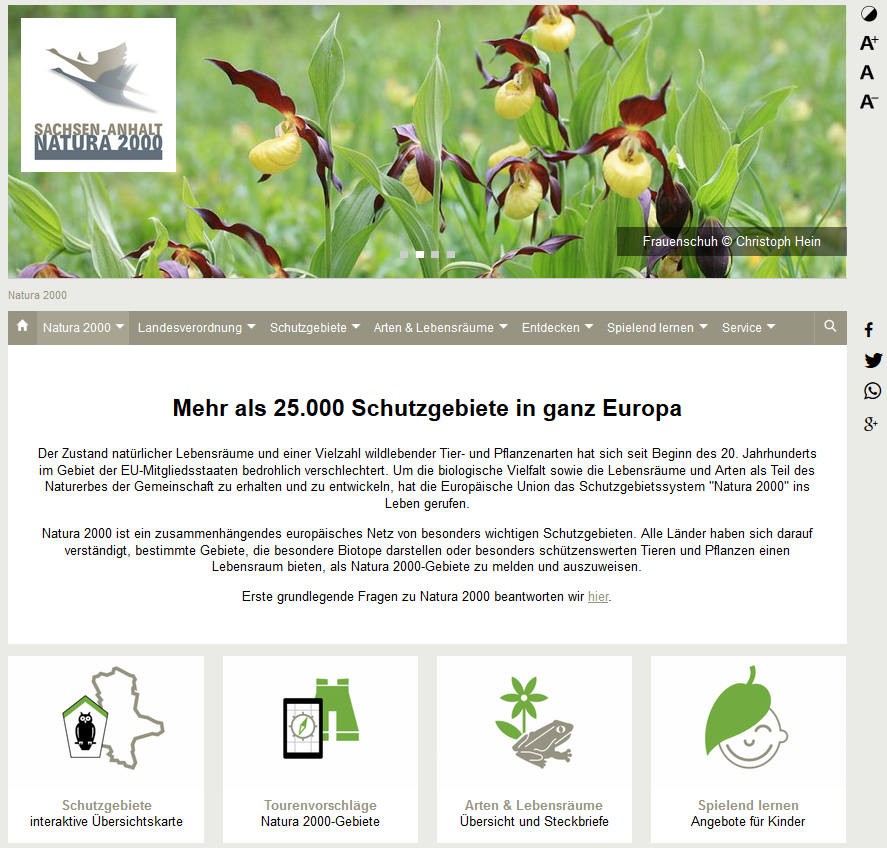 SACHSEN-ANHALT
NATURA 2000
A+
A
A−
Frauenschuh © Christoph Hein
Natura 2000
Natura 2000 Landesverordnung Schutzgebiete Arten & Lebensräume Entdecken Spielend lernen Service
Mehr als 25.000 Schutzgebiete in ganz Europa
Der Zustand natürlicher Lebensräume und einer Vielzahl wildlebender Tier- und Pflanzenarten hat sich seit Beginn des 20. Jahrhunderts
im Gebiet der EU-Mitgliedsstaaten bedrohlich verschlechtert. Um die biologische Vielfalt sowie die Lebensräume und Arten als Teil des
Naturerbes der Gemeinschaft zu erhalten und zu entwickeln, hat die Europäische Union das Schutzgebietssystem "Natura 2000" ins
Leben gerufen.
Natura 2000 ist ein zusammenhängendes europäisches Netz von besonders wichtigen Schutzgebieten. Alle Länder haben sich darauf
verständigt, bestimmte Gebiete, die besondere Biotope darstellen oder besonders schützenswerten Tieren und Pflanzen einen
Lebensraum bieten, als Natura 2000-Gebiete zu melden und auszuweisen.
Erste grundlegende Fragen zu Natura 2000 beantworten wir hier.
Schutzgebiete
interaktive Übersichtskarte
Tourenvorschläge
Natura 2000-Gebiete
Arten & Lebensräume
Übersicht und Steckbriefe
Spielend lernen
Angebote für Kinder